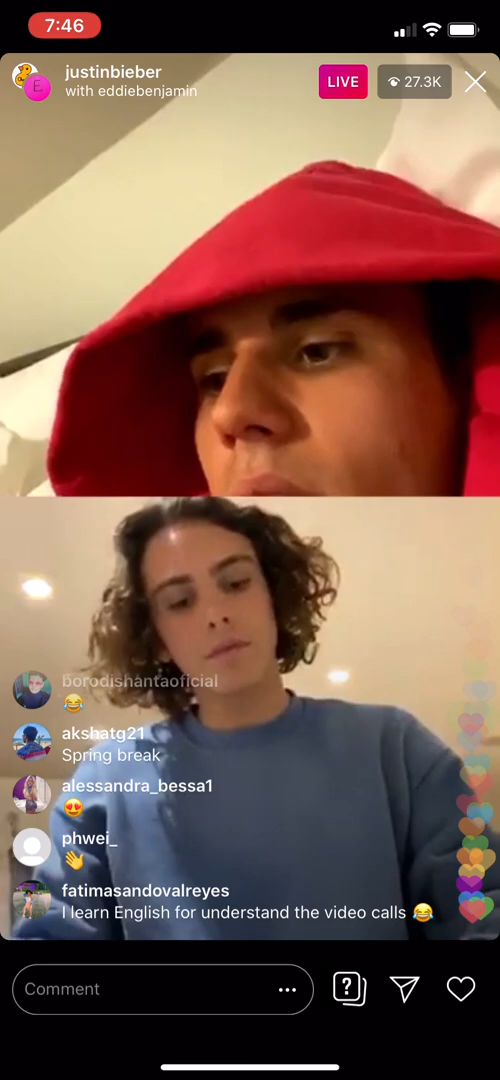 7:46
justinbieber
with eddiebenjamin
LIVE
27.3K
E
borodishantaoficial
😂
akshatg21
Spring break
alessandra_bessa1
😍
phwei_
👋
fatimasandovalreyes
I learn English for understand the video calls 😂
Comment